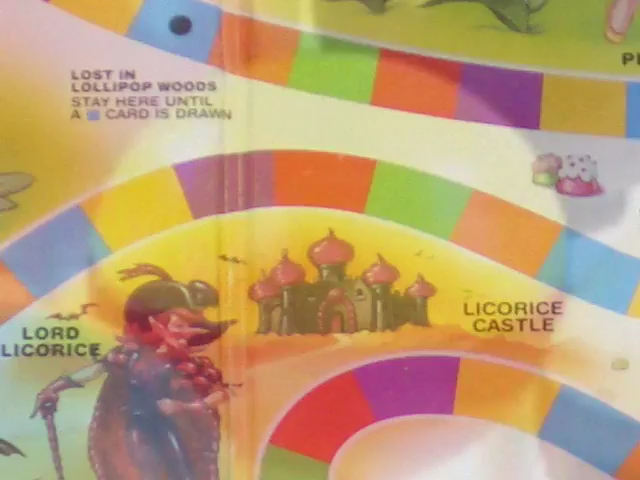 LOST IN
LOLLIPOP WOODS
STAY HERE UNTIL
A CARD IS DRAWN
LORD
LICORICE
LICORICE
CASTLE